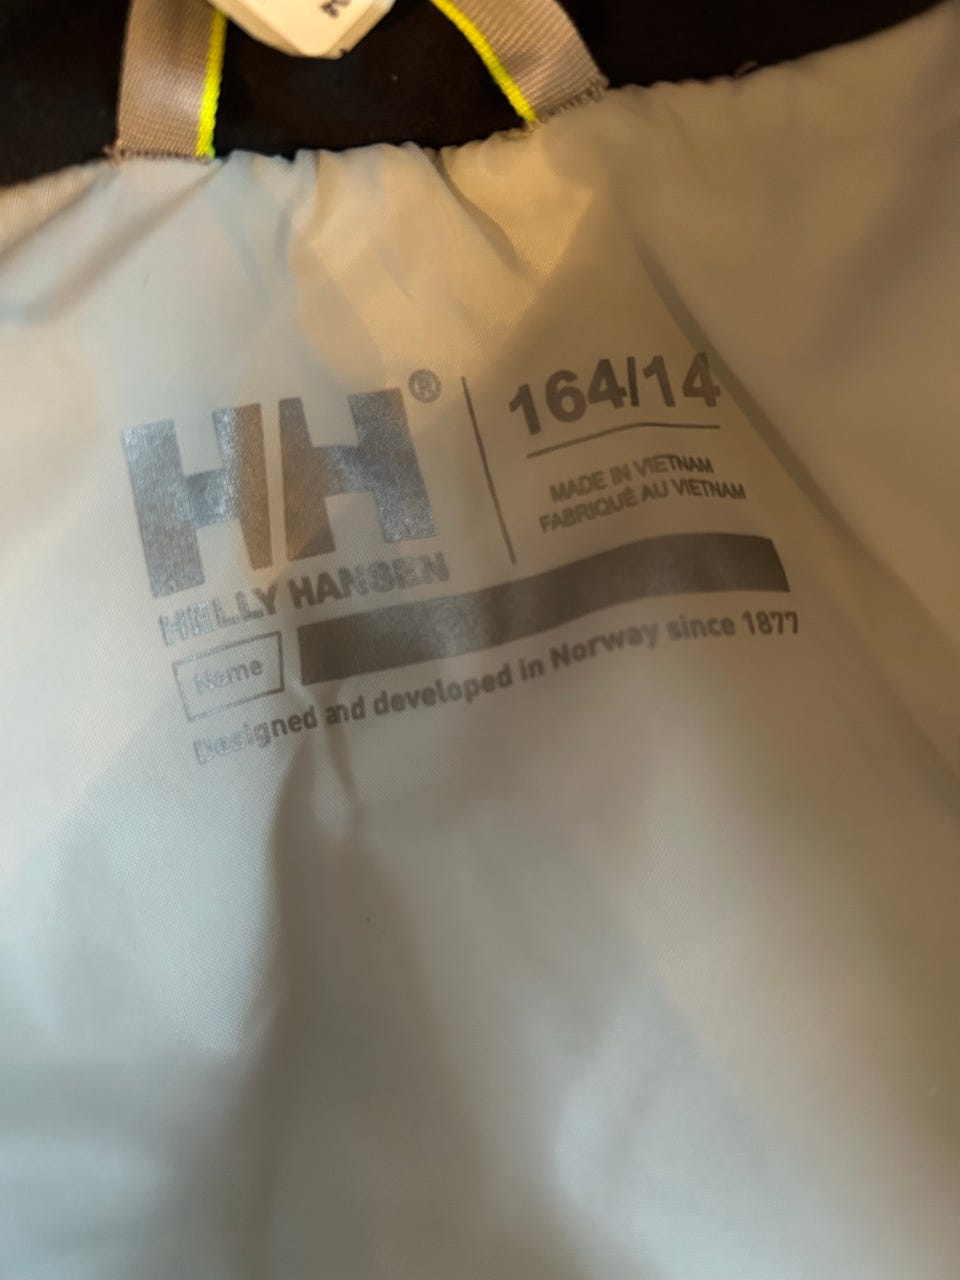 HH®
164/14
MADE IN VIETNAM
FABRIQUÉ AU VIETNAM
HELLY HANSEN
Name
Designed and developed in Norway since 1877